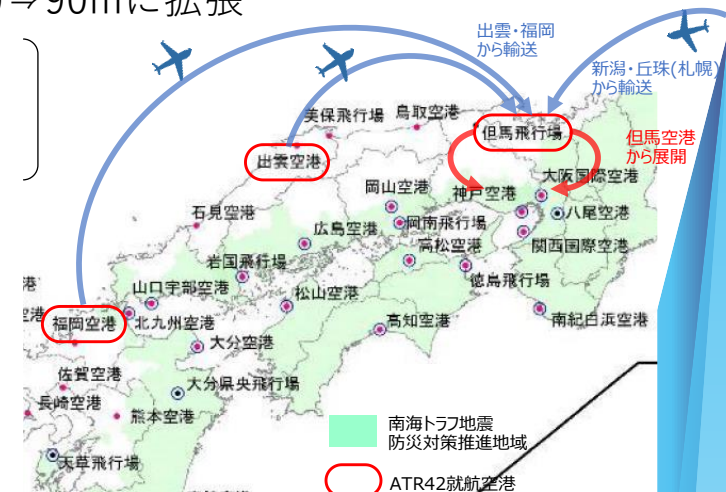 ⇒90mに拡張
出雲・福岡
から輸送
新潟・丘珠(札幌)
から輸送
美保飛行場
鳥取空港
但馬飛行場
但馬空港
から展開
出雲空港
大阪国際空港
岡山空港
神戸空港
石見空港
広島空港
岡南飛行場
八尾空港
岩国飛行場
高松空港
関西国際空港
山口宇部空港
松山空港
徳島飛行場
福岡空港
北九州空港
高知空港
南紀白浜空港
大分空港
佐賀空港
大分県央飛行場
長崎空港
熊本空港
南海トラフ地震
防災対策推進地域
天草飛行場
ATR42就航空港